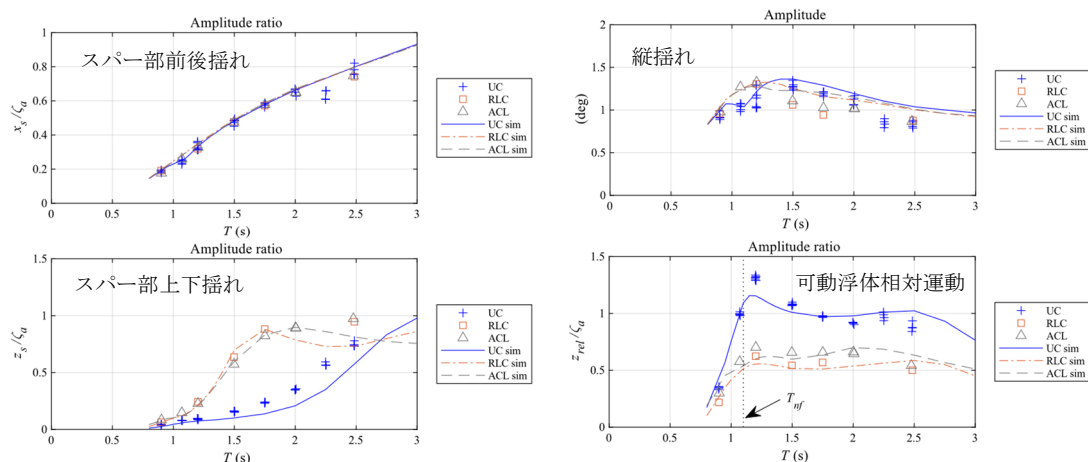 Amplitude ratio
スパー部前後揺れ
x_s/ζ_a
1
0.8
0.6
0.4
0.2
0
0 0.5 1 1.5 2 2.5 3
T (s)
UC
RLC
ACL
UC sim
RLC sim
ACL sim
Amplitude
縦揺れ
(deg)
2
1.5
1
0.5
0
0 0.5 1 1.5 2 2.5 3
T (s)
UC
RLC
ACL
UC sim
RLC sim
ACL sim
Amplitude ratio
スパー部上下揺れ
z_s/ζ_a
1.5
1
0.5
0
0 0.5 1 1.5 2 2.5 3
T (s)
UC
RLC
ACL
UC sim
RLC sim
ACL sim
Amplitude ratio
可動浮体相対運動
z_rel/ζ_a
1.5
1
0.5
0
T_nf
0 0.5 1 1.5 2 2.5 3
T (s)
UC
RLC
ACL
UC sim
RLC sim
ACL sim